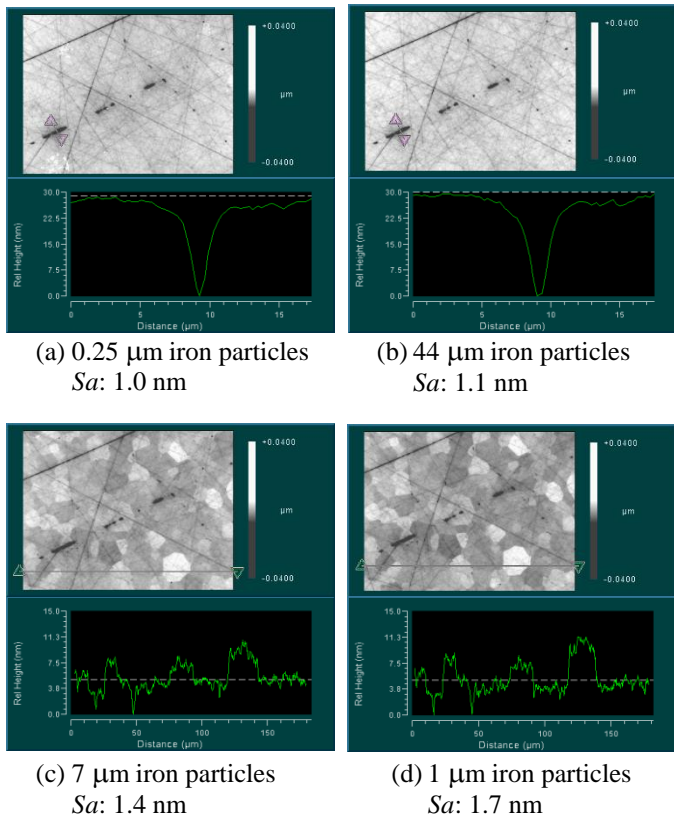 +0.0400
µm
-0.0400
30.0
22.5
15.0
7.5
0.0
Rel Height (nm)
0 5 10 15
Distance (µm)
(a) 0.25 μm iron particles
Sa: 1.0 nm
+0.0400
µm
-0.0400
30.0
22.5
15.0
7.5
0.0
Rel Height (nm)
0 5 10 15
Distance (µm)
(b) 44 μm iron particles
Sa: 1.1 nm
+0.0400
µm
-0.0400
15.0
11.3
7.5
3.8
0.0
Rel Height (nm)
0 50 100 150
Distance (µm)
(c) 7 μm iron particles
Sa: 1.4 nm
+0.0400
µm
-0.0400
15.0
11.3
7.5
3.8
0.0
Rel Height (nm)
0 50 100 150
Distance (µm)
(d) 1 μm iron particles
Sa: 1.7 nm